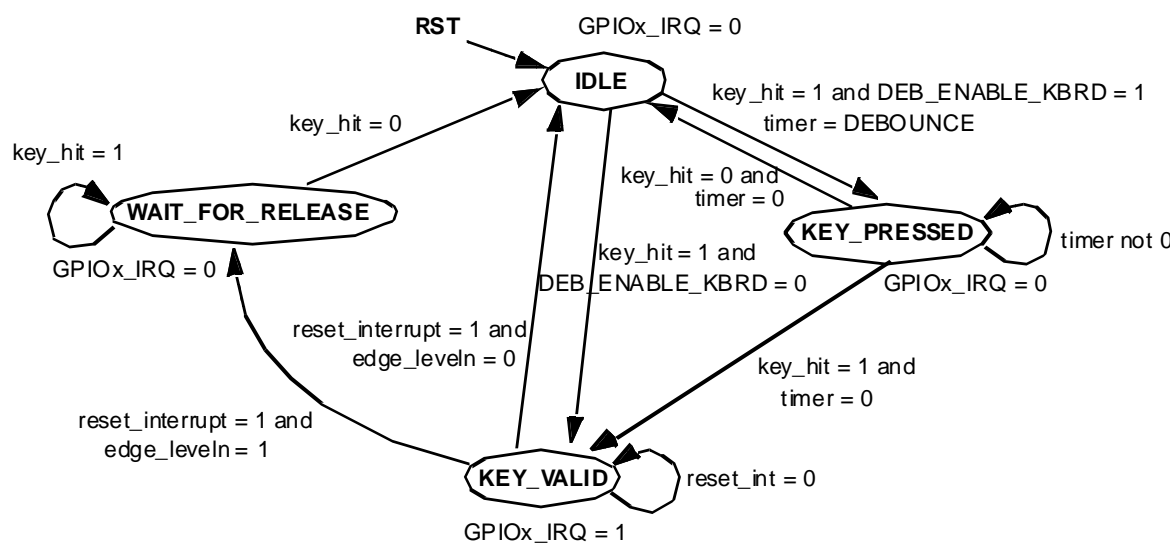 RST
GPIOx_IRQ = 0
IDLE
key_hit = 1 and DEB_ENABLE_KBRD = 1
timer = DEBOUNCE
key_hit = 0
key_hit = 1
key_hit = 0 and
timer = 0
WAIT_FOR_RELEASE
KEY_PRESSED
timer not 0
GPIOx_IRQ = 0
key_hit = 1 and
DEB_ENABLE_KBRD = 0
GPIOx_IRQ = 0
reset_interrupt = 1 and
edge_leveln = 0
key_hit = 1 and
timer = 0
reset_interrupt = 1 and
edge_leveln = 1
KEY_VALID
reset_int = 0
GPIOx_IRQ = 1